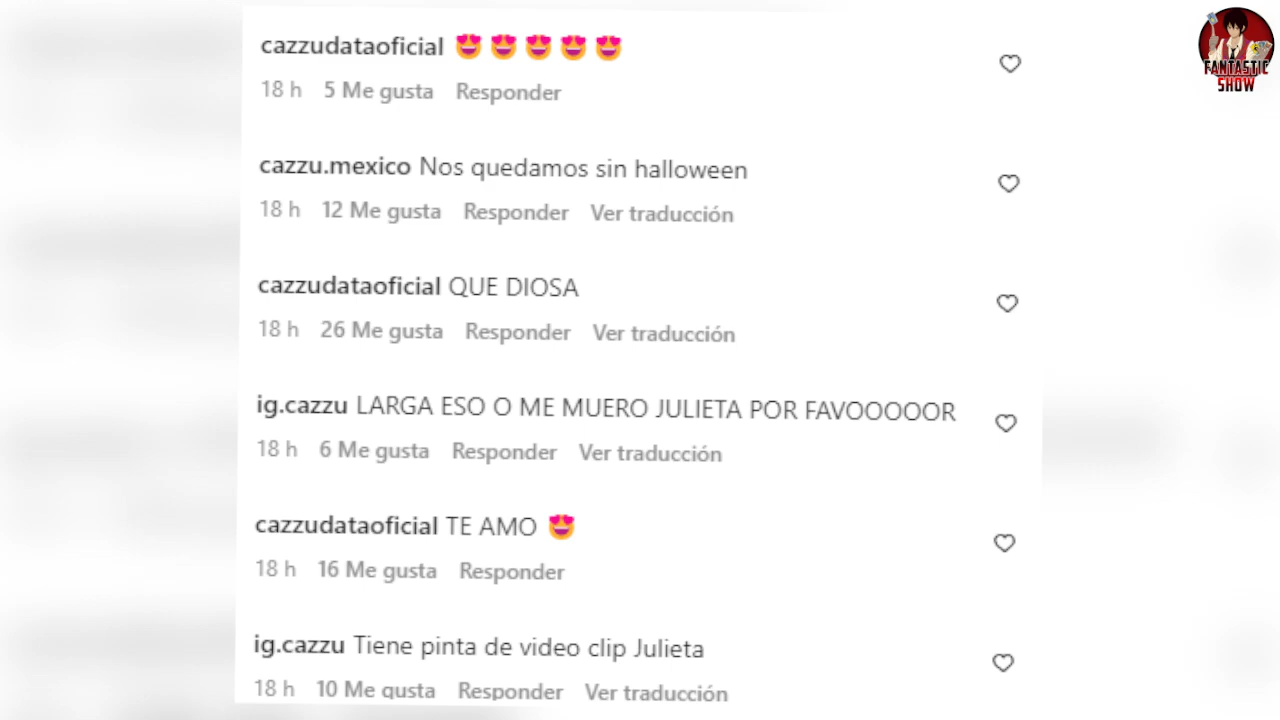 cazzudataoficial 😍 😍 😍 😍 😍
18 h 5 Me gusta Responder
cazzu.mexico Nos quedamos sin halloween
18 h 12 Me gusta Responder Ver traducción
cazzudataoficial QUE DIOSA
18 h 26 Me gusta Responder Ver traducción
ig.cazzu LARGA ESO O ME MUERO JULIETA POR FAVOOOOOR
18 h 6 Me gusta Responder Ver traducción
cazzudataoficial TE AMO 😍
18 h 16 Me gusta Responder
ig.cazzu Tiene pinta de video clip Julieta
18 h 10 Me gusta Responder Ver traducción
FANTASTIC
SHOW